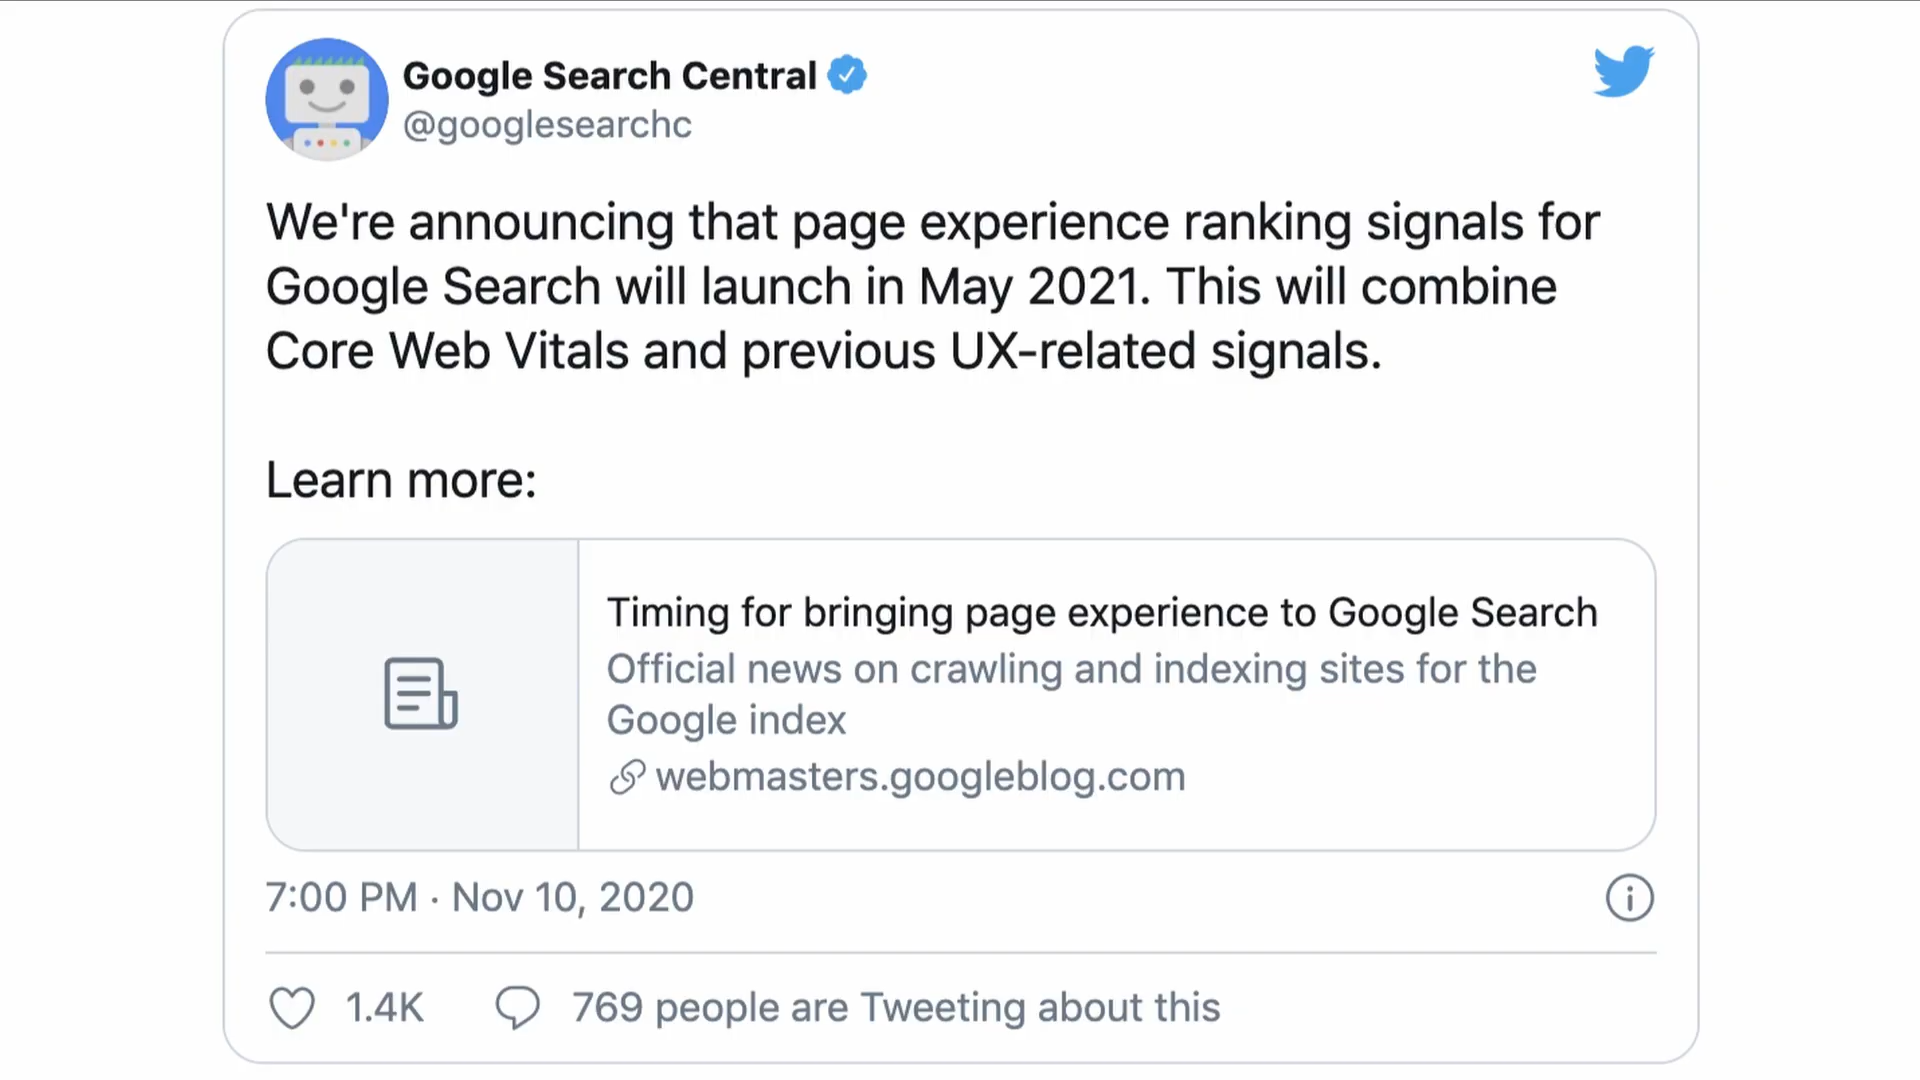 Google Search Central
@googlesearchc
We're announcing that page experience ranking signals for
Google Search will launch in May 2021. This will combine
Core Web Vitals and previous UX-related signals.
Learn more:
Timing for bringing page experience to Google Search
Official news on crawling and indexing sites for the
Google index
webmasters.googleblog.com
7:00 PM · Nov 10, 2020
1.4K 769 people are Tweeting about this